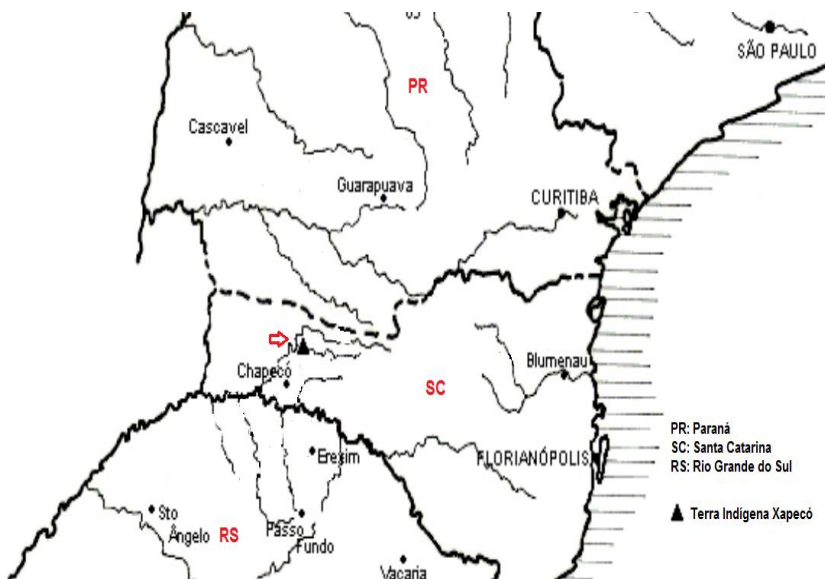 SÃO PAULO
PR
Cascavel
Guarapuava
CURITIBA
Chapecó
SC
Blumenau
PR: Paraná
SC: Santa Catarina
RS: Rio Grande do Sul
FLORIANÓPOLIS
Erexim
Sto
Ângelo
RS
Passo
Fundo
Terra Indígena Xapecó
Vacaria